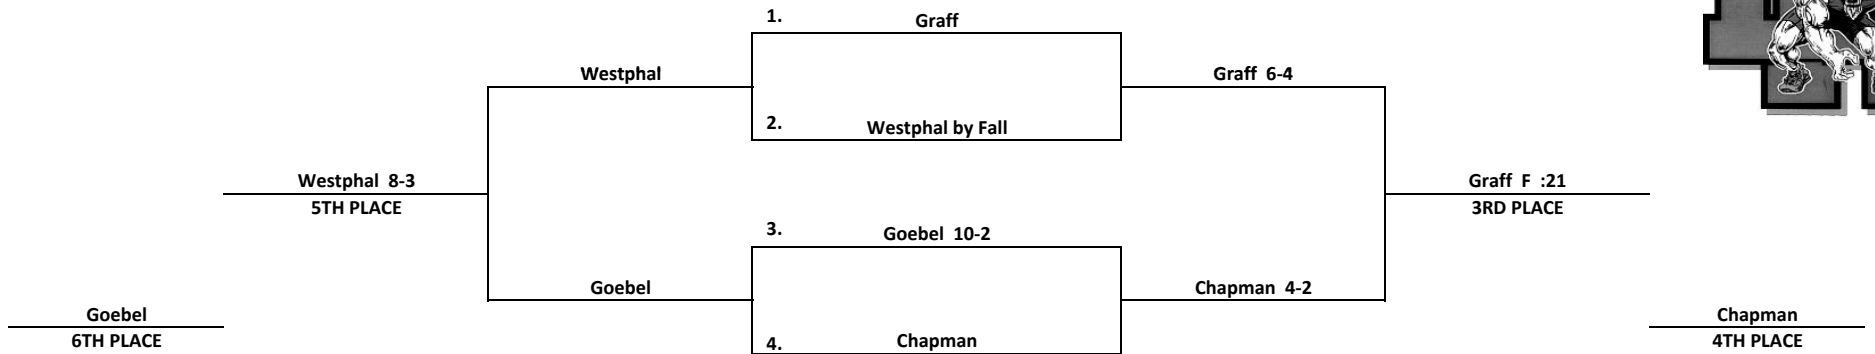 1. Graff
Westphal
Graff 6-4
2. Westphal by Fall
Westphal 8-3
5TH PLACE
Graff F :21
3RD PLACE
3. Goebel 10-2
Goebel
Chapman 4-2
Goebel
6TH PLACE
4. Chapman
Chapman
4TH PLACE